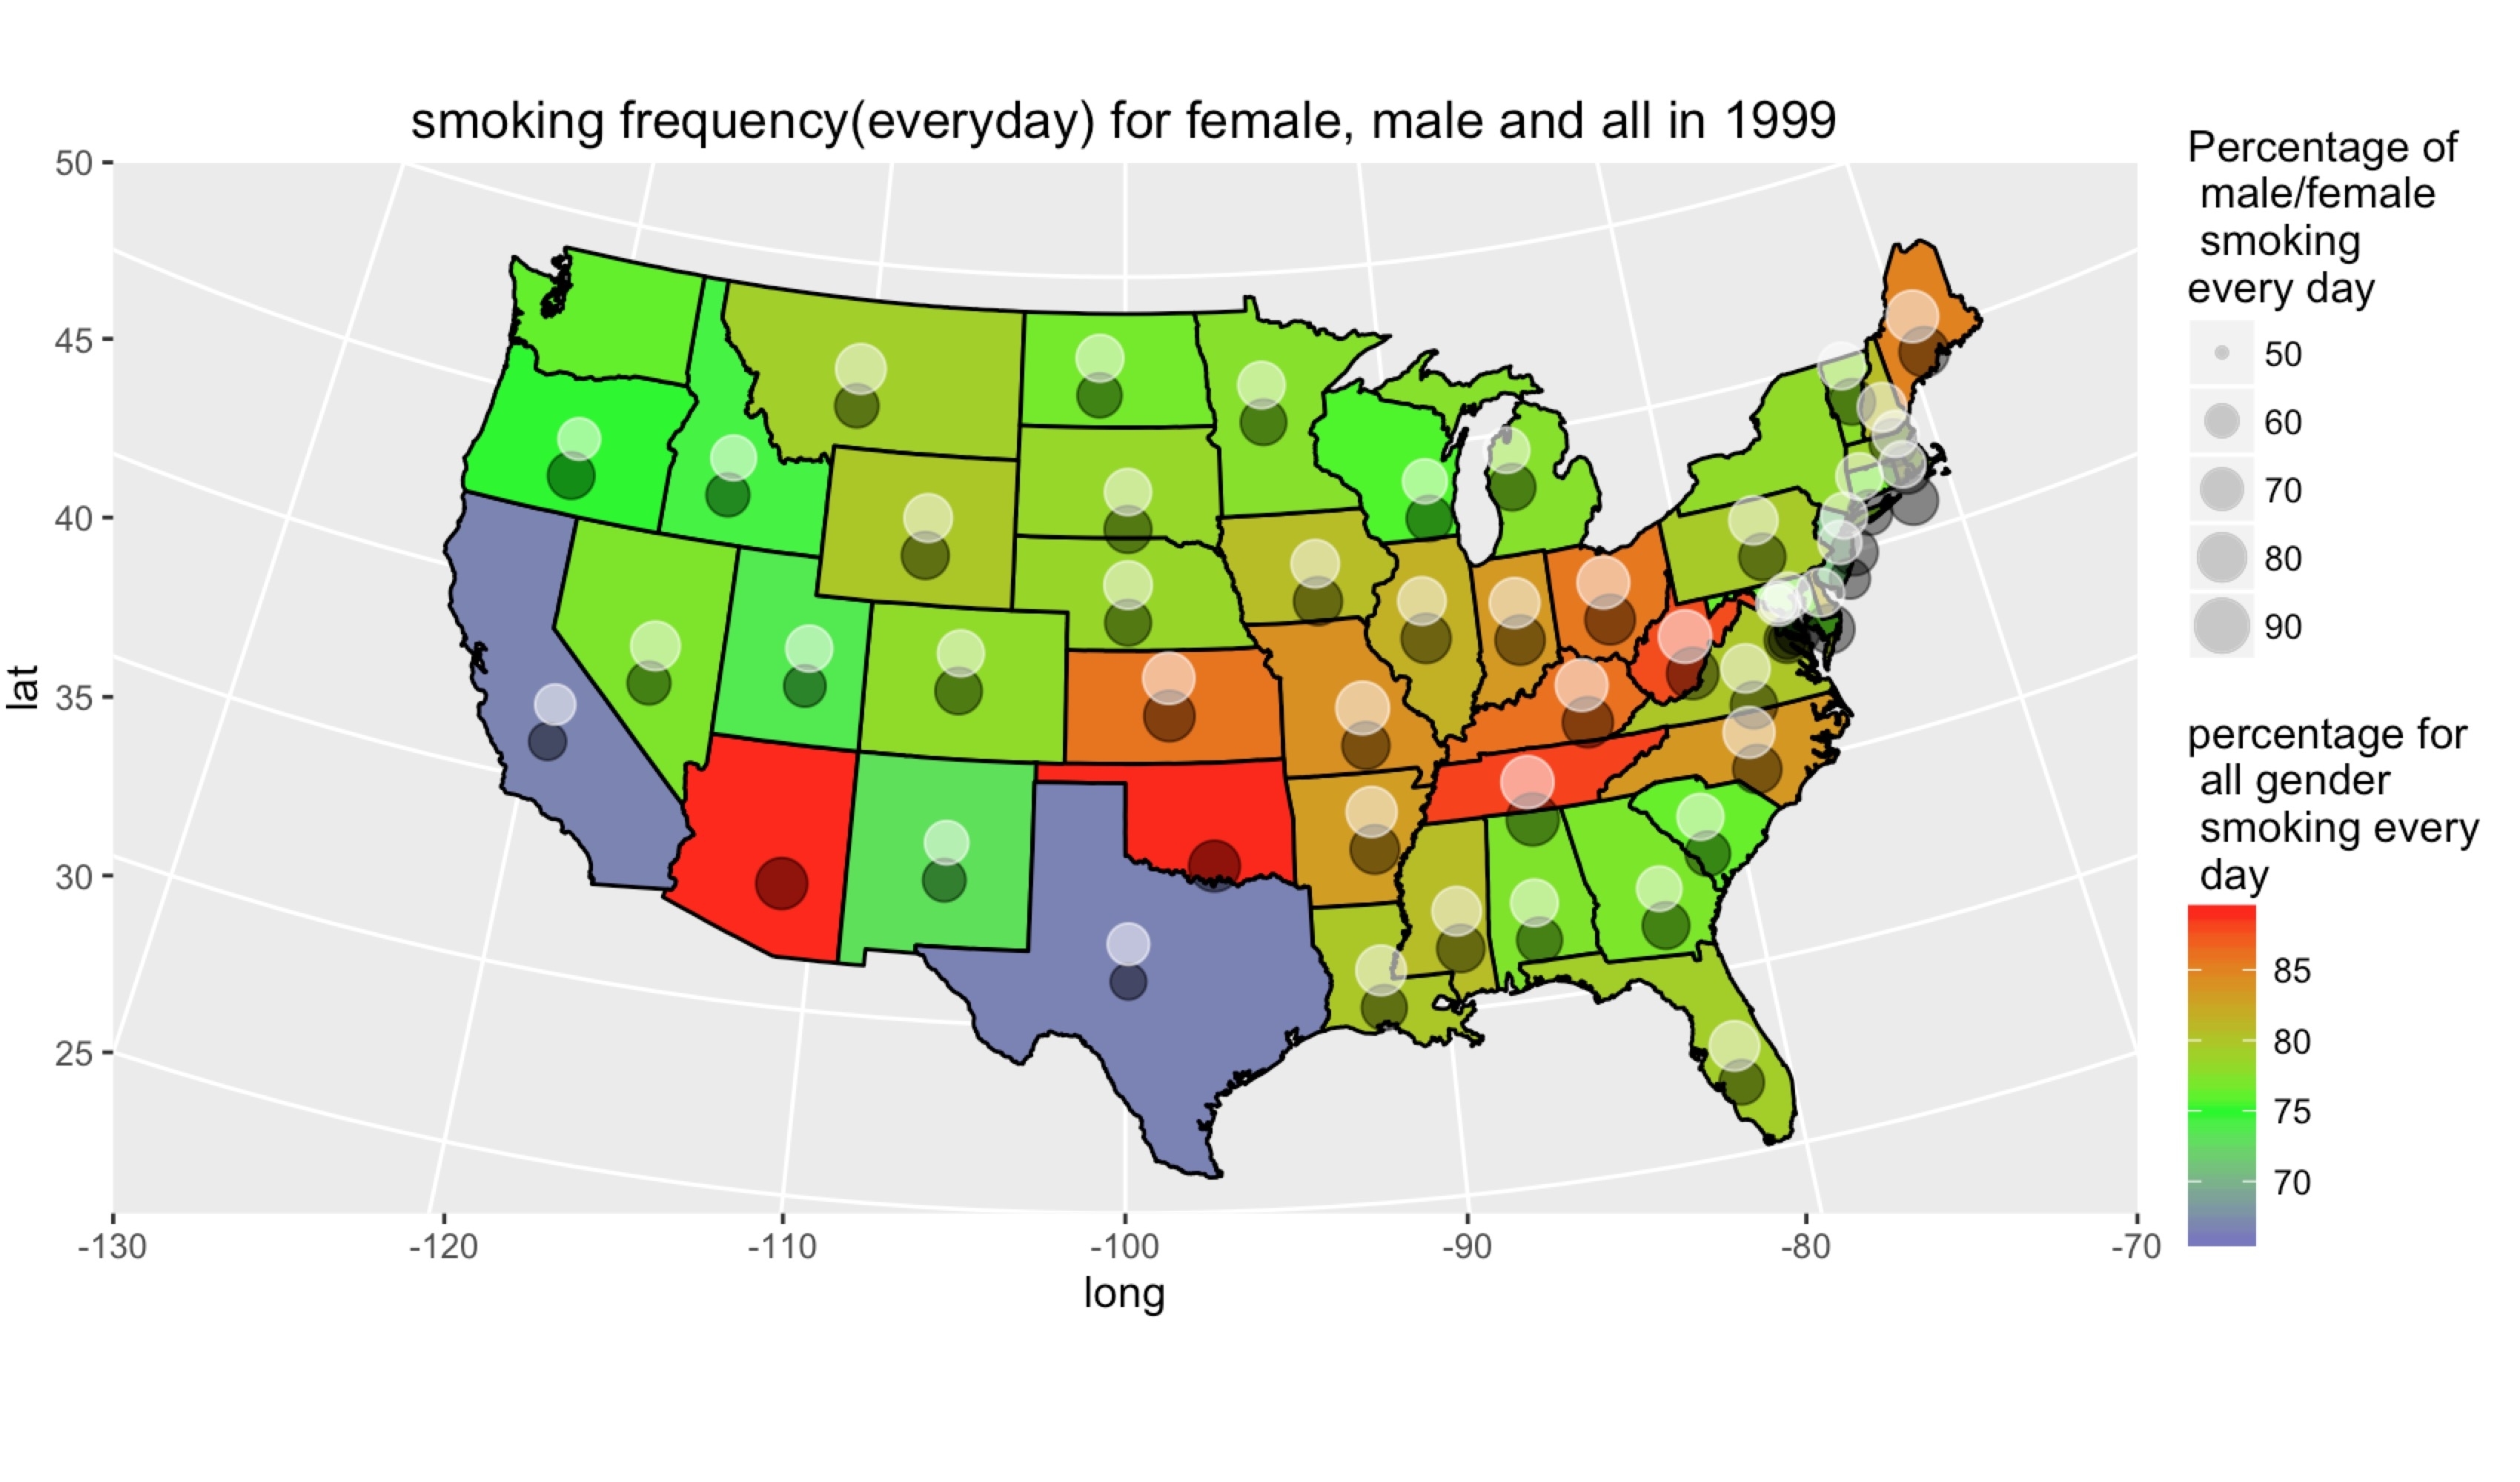 smoking frequency(everyday) for female, male and all in 1999
50
45
40
35
30
25
lat
-130
-120
-110
-100
-90
-80
-70
long
Percentage of
male/female
smoking
every day
50
60
70
80
90
percentage for
all gender
smoking every
day
85
80
75
70